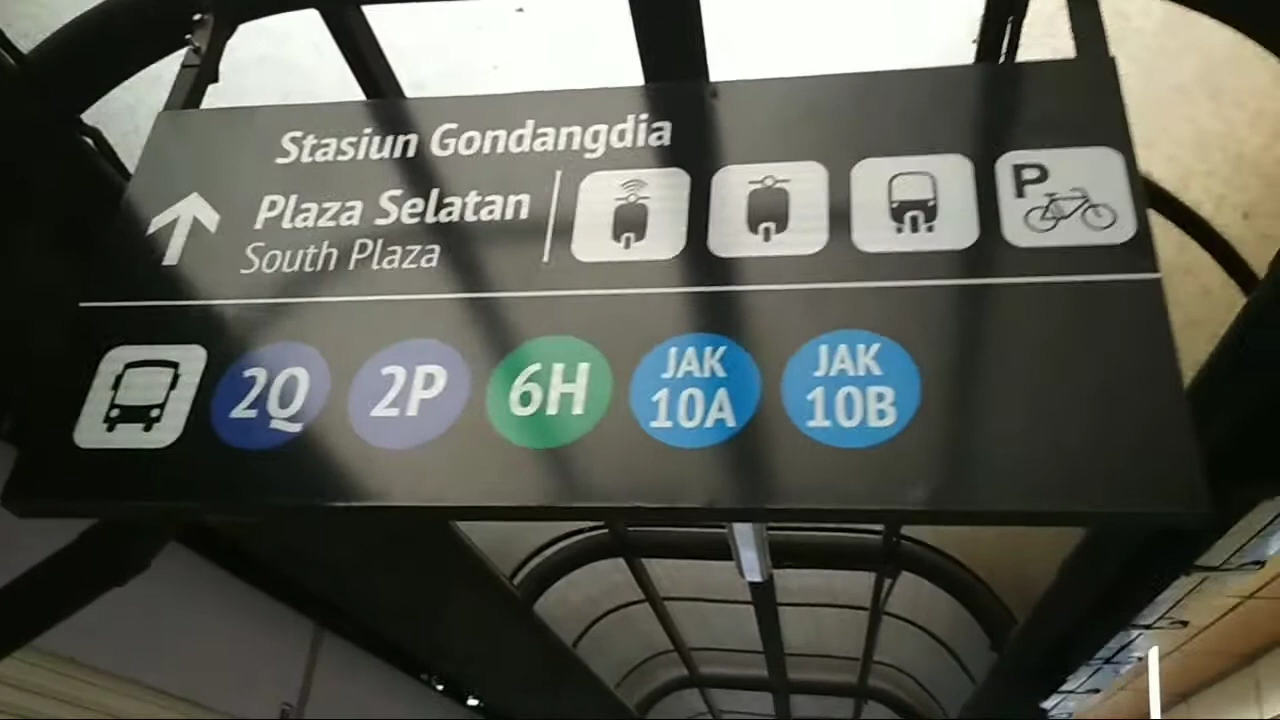 Stasiun Gondangdia
Plaza Selatan
South Plaza
P
2Q 2P 6H JAK 10A JAK 10B